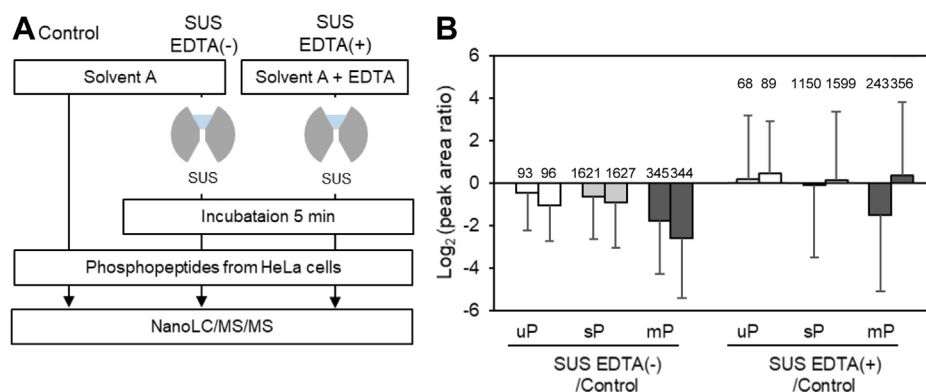 A
Control
SUS
EDTA(-)
SUS
EDTA(+)
Solvent A
Solvent A + EDTA
SUS
SUS
Incubataion 5 min
Phosphopeptides from HeLa cells
NanoLC/MS/MS
B
Log2 (peak area ratio)
6
4
2
0
-2
-4
-6
93 96 1621 1627 345 344
68 89 1150 1599 243 356
uP sP mP uP sP mP
SUS EDTA(-)
/Control
SUS EDTA(+)
/Control